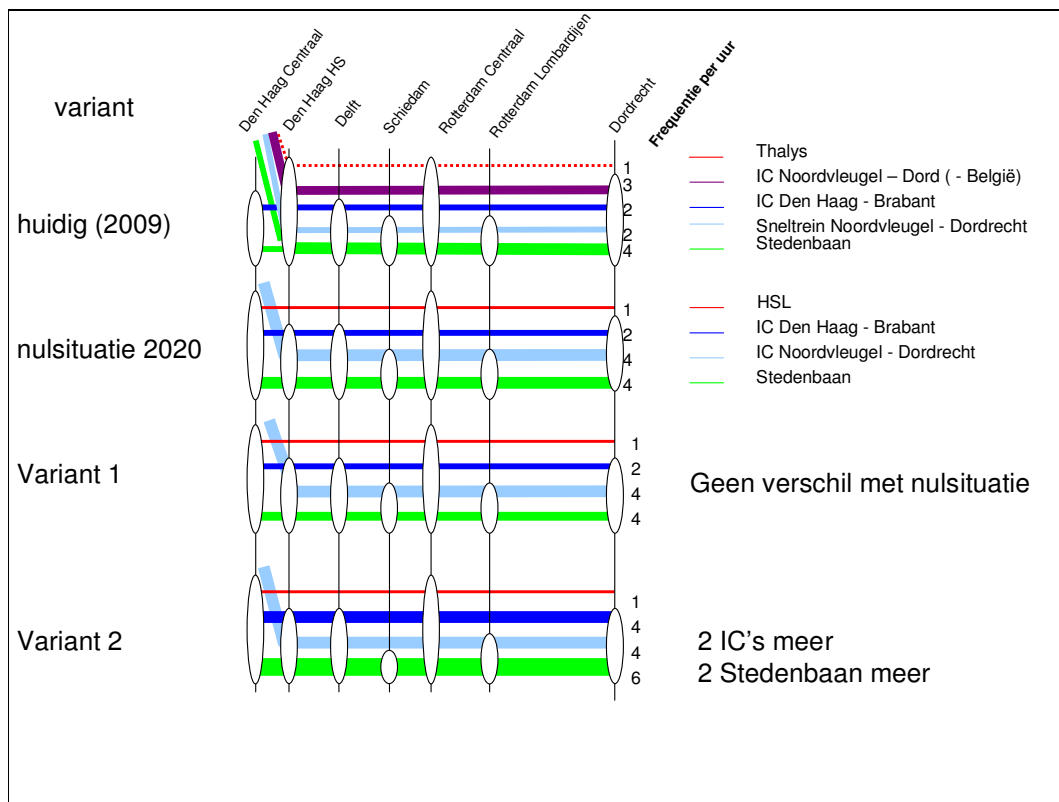 variant
Den Haag Centraal
Den Haag HS
Delft
Schiedam
Rotterdam Centraal
Rotterdam Lombardijen
Dordrecht
Frequentie per uur
huidig (2009)
1
3
2
2
4
Thalys
IC Noordvleugel – Dord ( - België)
IC Den Haag - Brabant
Sneltrein Noordvleugel - Dordrecht
Stedenbaan
nulsituatie 2020
1
2
4
4
HSL
IC Den Haag - Brabant
IC Noordvleugel - Dordrecht
Stedenbaan
Variant 1
1
2
4
4
Geen verschil met nulsituatie
Variant 2
1
4
4
6
2 IC's meer
2 Stedenbaan meer